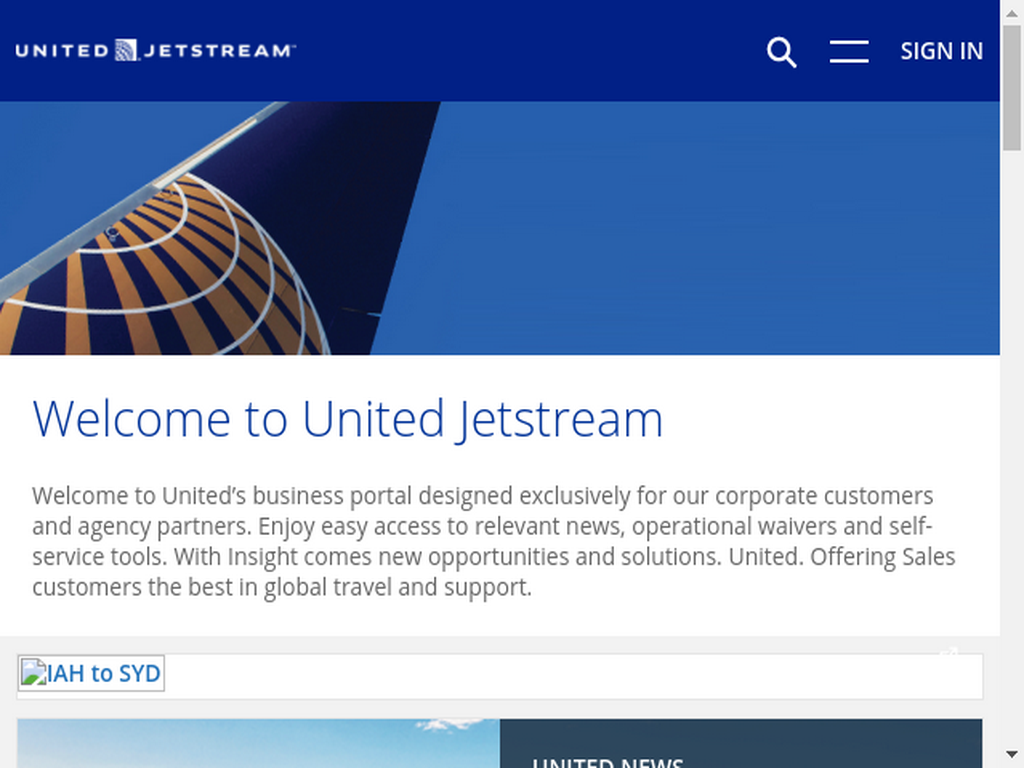 UNITED JETSTREAM
SIGN IN
Welcome to United Jetstream
Welcome to United’s business portal designed exclusively for our corporate customers
and agency partners. Enjoy easy access to relevant news, operational waivers and self-
service tools. With Insight comes new opportunities and solutions. United. Offering Sales
customers the best in global travel and support.
IAH to SYD
UNITED NEWS